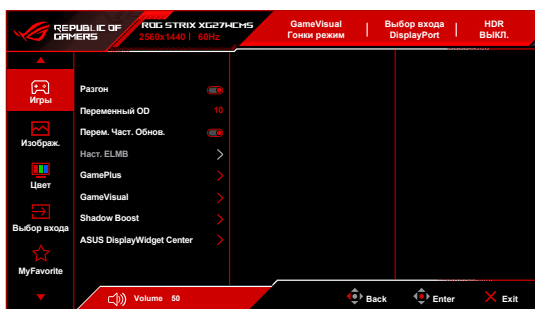 REPUBLIC OF
GAMERS
ROG STRIX XG27HCMS
2560x1440 | 60Hz
GameVisual
Гонки режим
Выбор входа
DisplayPort
HDR
ВЫКЛ.
Игры
Изображ.
Цвет
Выбор входа
MyFavorite
Разгон
Переменный OD 10
Перем. Част. Обнов.
Наст. ELMB
GamePlus
GameVisual
Shadow Boost
ASUS DisplayWidget Center
Volume 50
Back
Enter
Exit